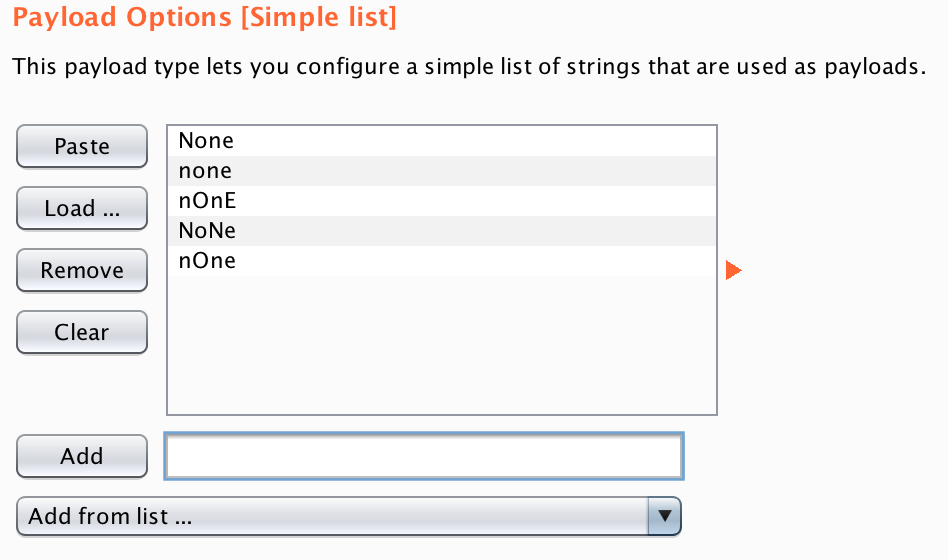 Payload Options [Simple list]
This payload type lets you configure a simple list of strings that are used as payloads.
Paste
Load ...
Remove
Clear
None
none
nOnE
NoNe
nOne
Add
Add from list ...